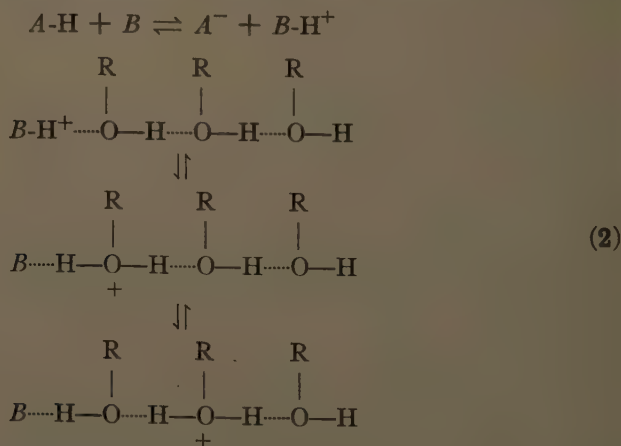 A-H + B ⇌ A⁻ + B-H⁺
R R R
| | |
B-H⁺┈┈O—H┈┈O—H┈┈O—H
⇌
R R R
| | |
B┈┈H—O—H┈┈O—H┈┈O—H (2)
+
⇌
R R R
| | |
B┈┈H—O┈┈H—O—H┈┈O—H
+